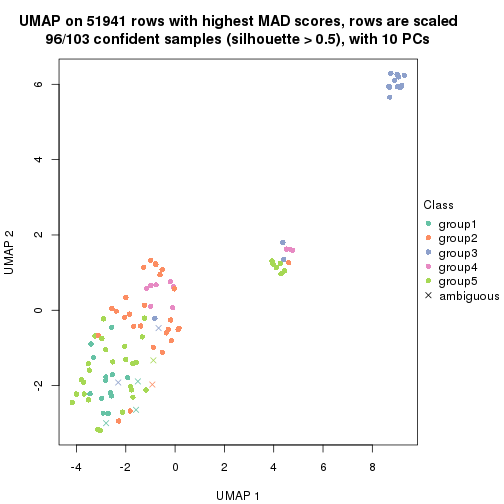 UMAP on 51941 rows with highest MAD scores, rows are scaled
96/103 confident samples (silhouette > 0.5), with 10 PCs
6
4
2
0
-2
UMAP 2
-4
-2
0
2
4
6
8
UMAP 1
Class
group1
group2
group3
group4
group5
ambiguous